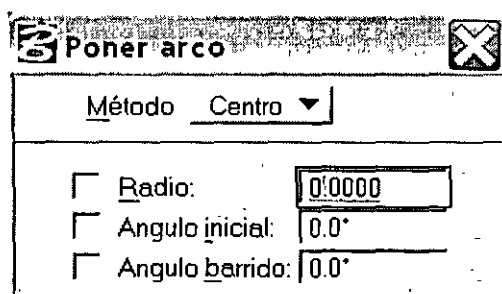 Poner arco
Método Centro
Radio: 0.0000
Angulo inicial: 0.0°
Angulo barrido: 0.0°